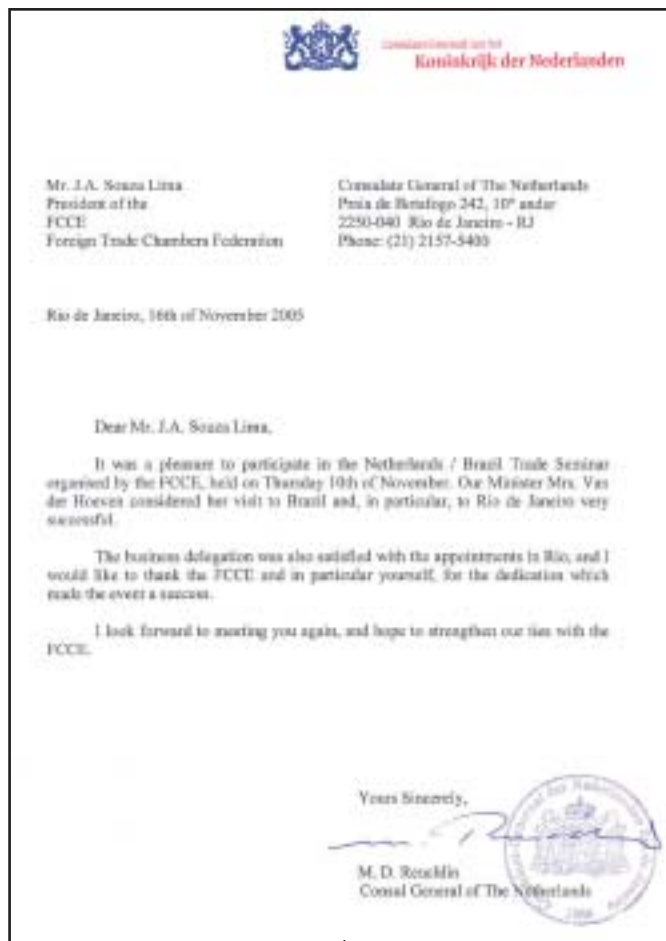 Koninkrijk der Nederlanden
Mr. J.A. Souza Lima
President of the
FCCE
Foreign Trade Chambers Federation
Consulate General of The Netherlands
Praia de Botafogo 242, 10º andar
2250-040 Rio de Janeiro - RJ
Phone: (21) 2157-5400
Rio de Janeiro, 16th of November 2005
Dear Mr. J.A. Souza Lima,
It was a pleasure to participate in the Netherlands / Brazil Trade Seminar
organised by the FCCE, held on Thursday 10th of November. Our Minister Mrs. Van
der Hoeven considered her visit to Brazil and, in particular, to Rio de Janeiro very
successful.
The business delegation was also satisfied with the appointments in Rio, and I
would like to thank the FCCE and in particular yourself, for the dedication which
made the event a success.
I look forward to meeting you again, and hope to strengthen our ties with the
FCCE.
Yours Sincerely,
M. D. Reuchlin
Consul General of The Netherlands